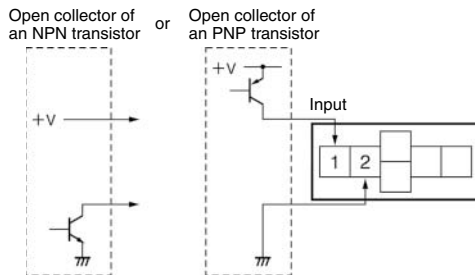 Open collector of
an NPN transistor
or
Open collector of
an PNP transistor
+V
+V
Input
1 2